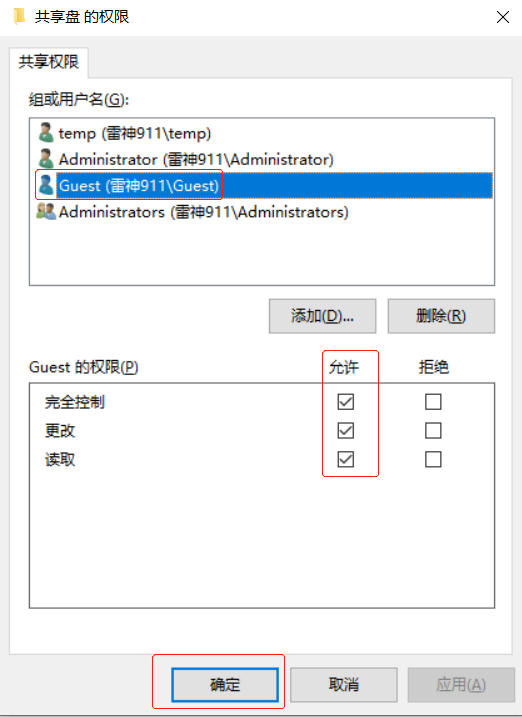 共享盘 的权限
共享权限
组或用户名(G):
temp (雷神911\temp)
Administrator (雷神911\Administrator)
Guest (雷神911\Guest)
Administrators (雷神911\Administrators)
添加(D)... 删除(R)
Guest 的权限(P) 允许 拒绝
完全控制
更改
读取
确定 取消 应用(A)